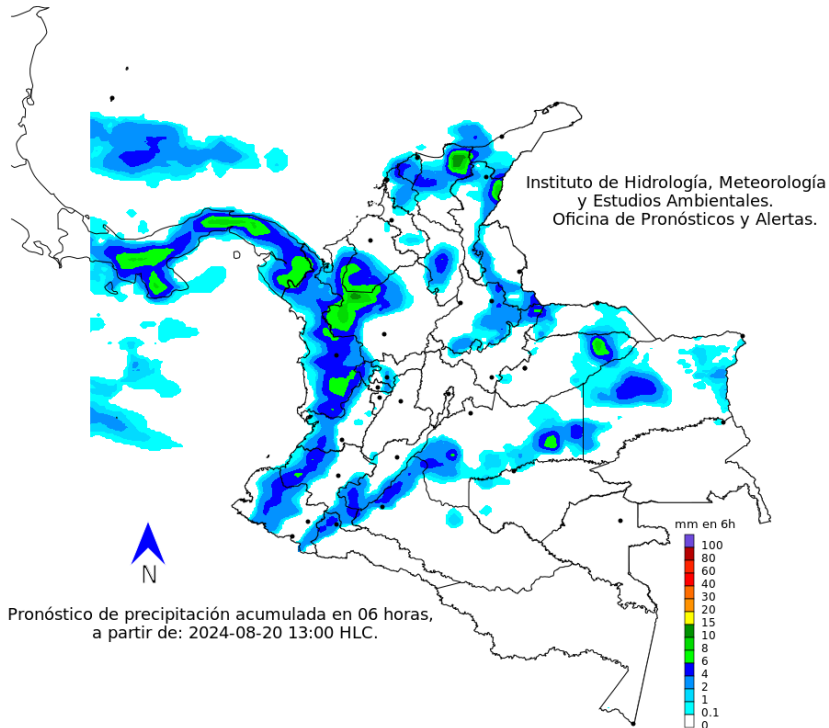 Instituto de Hidrología, Meteorología
y Estudios Ambientales.
Oficina de Pronósticos y Alertas.
N
Pronóstico de precipitación acumulada en 06 horas,
a partir de: 2024-08-20 13:00 HLC.
mm en 6h
100
80
60
40
30
20
15
10
8
6
4
2
1
0.1
0